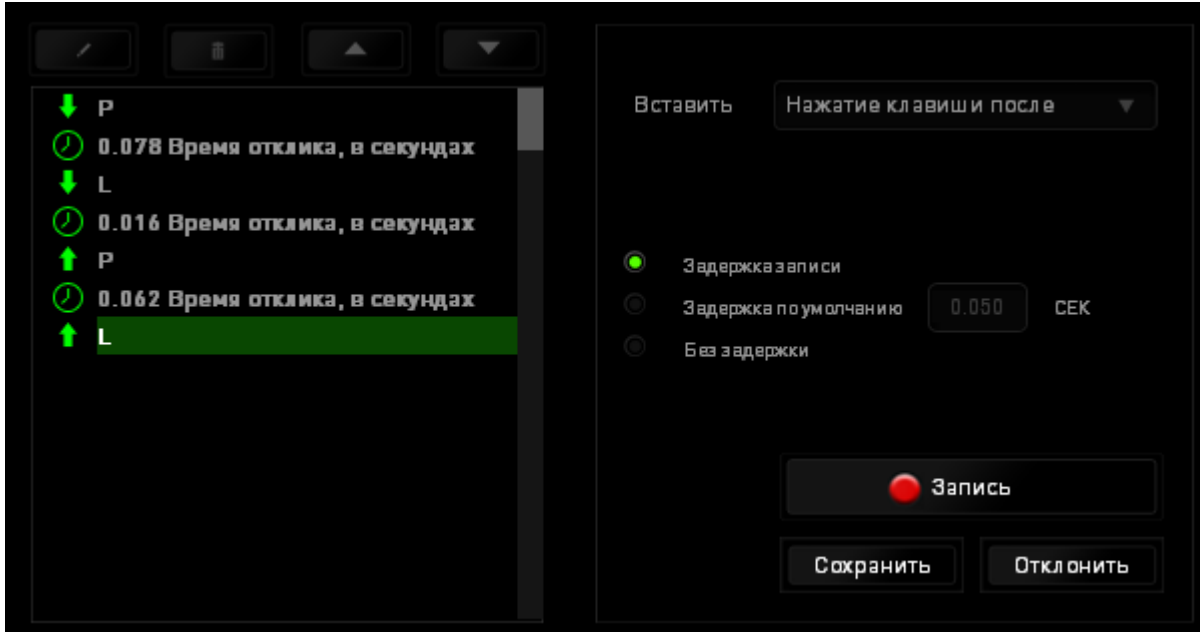 P
0.078 Время отклика, в секундах
L
0.016 Время отклика, в секундах
P
0.062 Время отклика, в секундах
L
Вставить Нажатие клавиши после
Задержка записи
Задержка по умолчанию 0.050 СЕК
Без задержки
Запись
Сохранить Отклонить